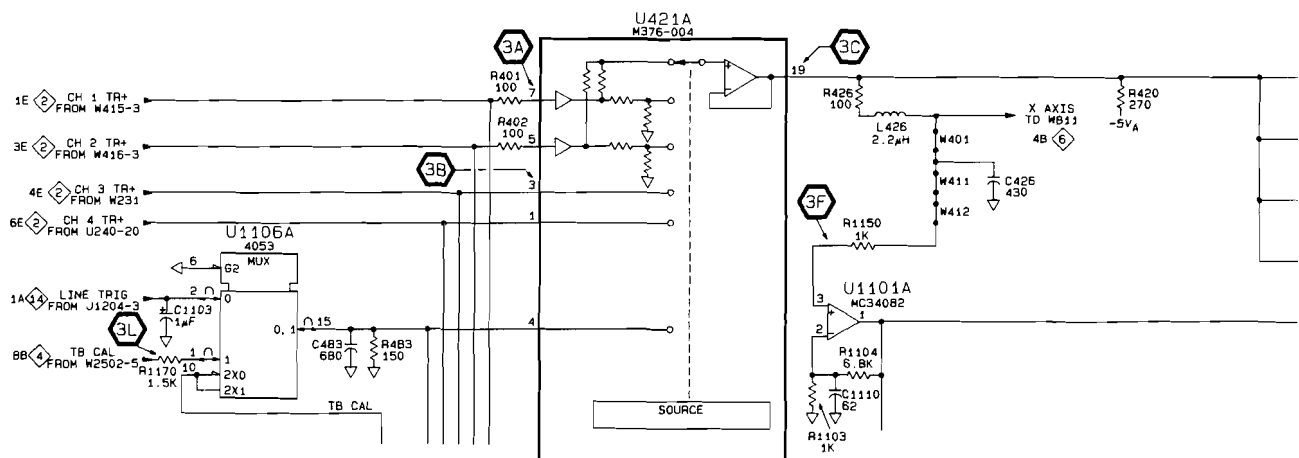 U421A
M376-004
3A
3C
19
R401
100
7
1E 2 CH 1 TR+
FROM W415-3
R402
100
5
3E 2 CH 2 TR+
FROM W416-3
3B
3
4E 2 CH 3 TR+
FROM W231
1
6E 2 CH 4 TR+
FROM U240-20
R426
100
L426
2.2µH
X AXIS
TO W811
4B 6
R420
270
-5VA
W401
W411
W412
C426
430
3F
R1150
1K
U1106A
4053
MUX
6
G2
1A 14 LINE TRIG
FROM J1204-3
2
0
C1103
1µF
3L
0, 1
15
C483
680
R483
150
4
8B 4 TB CAL
FROM W2502-5
R1170
1.5K
1
1
10
2X0
2X1
TB CAL
SOURCE
U1101A
MC34082
3
+
1
2
-
R1104
6.8K
C1110
62
R1103
1K